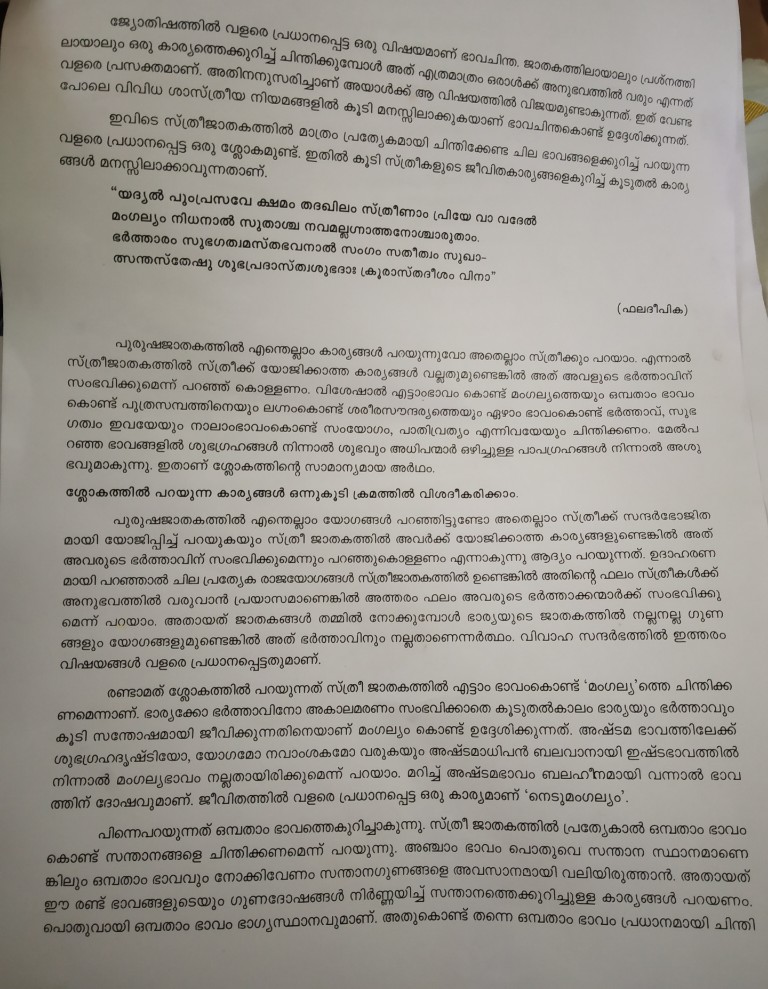 ജ്യോതിഷത്തിൽ വളരെ പ്രധാനപ്പെട്ട ഒരു വിഷയമാണ് ഭാവചിന്ത. ജാതകത്തിലായാലും പ്രശ്നത്തി
ലായാലും ഒരു കാര്യത്തെക്കുറിച്ച് ചിന്തിക്കുമ്പോൾ അത് എത്രമാത്രം ഒരാൾക്ക് അനുഭവത്തിൽ വരും എന്നത്
വളരെ പ്രസക്തമാണ്. അതിനനുസരിച്ചാണ് അയാൾക്ക് ആ വിഷയത്തിൽ വിജയമുണ്ടാകുന്നത്. ഇത് വേണ്ട
പോലെ വിവിധ ശാസ്ത്രീയ നിയമങ്ങളിൽ കൂടി മനസ്സിലാക്കുകയാണ് ഭാവചിന്തകൊണ്ട് ഉദ്ദേശിക്കുന്നത്.
ഇവിടെ സ്ത്രീജാതകത്തിൽ മാത്രം പ്രത്യേകമായി ചിന്തിക്കേണ്ട ചില ഭാവങ്ങളെക്കുറിച്ച് പറയുന്ന
വളരെ പ്രധാനപ്പെട്ട ഒരു ശ്ലോകമുണ്ട്. ഇതിൽ കൂടി സ്ത്രീകളുടെ ജീവിതകാര്യങ്ങളെകുറിച്ച് കൂടുതൽ കാര്യ
ങ്ങൾ മനസ്സിലാക്കാവുന്നതാണ്.
“യദ്യൽ പൂംപ്രസവേ ക്ഷമം തദഖിലം സ്ത്രീണാം പ്രിയേ വാ വദേൽ
മംഗല്യം നിധനാൽ സുതാശ്ച നവമല്ലഗ്നാത്തനോശ്ചാരുതാം.
ഭർത്താരം സുഭഗത്വമസ്തഭവനാൽ സംഗം സതീത്വം സുഖാ-
ത്സന്തസ്തേഷു ശുഭപ്രദാസ്ത്വശുഭദാഃ ക്രൂരാസ്തദീശം വിനാ”
(ഫലദീപിക)
പുരുഷജാതകത്തിൽ എന്തെല്ലാം കാര്യങ്ങൾ പറയുന്നുവോ അതെല്ലാം സ്ത്രീക്കും പറയാം. എന്നാൽ
സ്ത്രീജാതകത്തിൽ സ്ത്രീക്ക് യോജിക്കാത്ത കാര്യങ്ങൾ വല്ലതുമുണ്ടെങ്കിൽ അത് അവളുടെ ഭർത്താവിന്
സംഭവിക്കുമെന്ന് പറഞ്ഞ് കൊള്ളണം. വിശേഷാൽ എട്ടാംഭാവം കൊണ്ട് മംഗല്യത്തെയും ഒമ്പതാം ഭാവം
കൊണ്ട് പുത്രസമ്പത്തിനെയും ലഗ്നംകൊണ്ട് ശരീരസൗന്ദര്യത്തെയും ഏഴാം ഭാവംകൊണ്ട് ഭർത്താവ്, സുഭ
ഗത്വം ഇവയേയും നാലാംഭാവംകൊണ്ട് സംയോഗം, പാതിവ്രത്യം എന്നിവയേയും ചിന്തിക്കണം. മേൽപ
റഞ്ഞ ഭാവങ്ങളിൽ ശുഭഗ്രഹങ്ങൾ നിന്നാൽ ശുഭവും അധിപന്മാർ ഒഴിച്ചുള്ള പാപഗ്രഹങ്ങൾ നിന്നാൽ അശു
ഭവുമാകുന്നു. ഇതാണ് ശ്ലോകത്തിന്റെ സാമാന്യമായ അർഥം.
ശ്ലോകത്തിൽ പറയുന്ന കാര്യങ്ങൾ ഒന്നുകൂടി ക്രമത്തിൽ വിശദീകരിക്കാം.
പുരുഷജാതകത്തിൽ എന്തെല്ലാം യോഗങ്ങൾ പറഞ്ഞിട്ടുണ്ടോ അതെല്ലാം സ്ത്രീക്ക് സന്ദർഭോജിത
മായി യോജിപ്പിച്ച് പറയുകയും സ്ത്രീ ജാതകത്തിൽ അവർക്ക് യോജിക്കാത്ത കാര്യങ്ങളുണ്ടെങ്കിൽ അത്
അവരുടെ ഭർത്താവിന് സംഭവിക്കുമെന്നും പറഞ്ഞുകൊള്ളണം എന്നാകുന്നു ആദ്യം പറയുന്നത്. ഉദാഹരണ
മായി പറഞ്ഞാൽ ചില പ്രത്യേക രാജയോഗങ്ങൾ സ്ത്രീജാതകത്തിൽ ഉണ്ടെങ്കിൽ അതിന്റെ ഫലം സ്ത്രീകൾക്ക്
അനുഭവത്തിൽ വരുവാൻ പ്രയാസമാണെങ്കിൽ അത്തരം ഫലം അവരുടെ ഭർത്താക്കന്മാർക്ക് സംഭവിക്കു
മെന്ന് പറയാം. അതായത് ജാതകങ്ങൾ തമ്മിൽ നോക്കുമ്പോൾ ഭാര്യയുടെ ജാതകത്തിൽ നല്ലനല്ല ഗുണ
ങ്ങളും യോഗങ്ങളുമുണ്ടെങ്കിൽ അത് ഭർത്താവിനും നല്ലതാണെന്നർത്ഥം. വിവാഹ സന്ദർഭത്തിൽ ഇത്തരം
വിഷയങ്ങൾ വളരെ പ്രധാനപ്പെട്ടതുമാണ്.
രണ്ടാമത് ശ്ലോകത്തിൽ പറയുന്നത് സ്ത്രീ ജാതകത്തിൽ എട്ടാം ഭാവംകൊണ്ട് ‘മംഗല്യ’ത്തെ ചിന്തിക്ക
ണമെന്നാണ്. ഭാര്യക്കോ ഭർത്താവിനോ അകാലമരണം സംഭവിക്കാതെ കൂടുതൽകാലം ഭാര്യയും ഭർത്താവും
കൂടി സന്തോഷമായി ജീവിക്കുന്നതിനെയാണ് മംഗല്യം കൊണ്ട് ഉദ്ദേശിക്കുന്നത്. അഷ്ടമ ഭാവത്തിലേക്ക്
ശുഭഗ്രഹദൃഷ്ടിയോ, യോഗമോ നവാംശകമോ വരുകയും അഷ്ടമാധിപൻ ബലവാനായി ഇഷ്ടഭാവത്തിൽ
നിന്നാൽ മംഗല്യഭാവം നല്ലതായിരിക്കുമെന്ന് പറയാം. മറിച്ച് അഷ്ടമഭാവം ബലഹീനമായി വന്നാൽ ഭാവ
ത്തിന് ദോഷവുമാണ്. ജീവിതത്തിൽ വളരെ പ്രധാനപ്പെട്ട ഒരു കാര്യമാണ് ‘നെടുമംഗല്യം’.
പിന്നെപറയുന്നത് ഒമ്പതാം ഭാവത്തെകുറിച്ചാകുന്നു. സ്ത്രീ ജാതകത്തിൽ പ്രത്യേകാൽ ഒമ്പതാം ഭാവം
കൊണ്ട് സന്താനങ്ങളെ ചിന്തിക്കണമെന്ന് പറയുന്നു. അഞ്ചാം ഭാവം പൊതുവെ സന്താന സ്ഥാനമാണെ
ങ്കിലും ഒമ്പതാം ഭാവവും നോക്കിവേണം സന്താനഗുണങ്ങളെ അവസാനമായി വലിയിരുത്താൻ. അതായത്
ഈ രണ്ട് ഭാവങ്ങളുടെയും ഗുണദോഷങ്ങൾ നിർണ്ണയിച്ച് സന്താനത്തെക്കുറിച്ചുള്ള കാര്യങ്ങൾ പറയണം.
പൊതുവായി ഒമ്പതാം ഭാവം ഭാഗ്യസ്ഥാനവുമാണ്. അതുകൊണ്ട് തന്നെ ഒമ്പതാം ഭാവം പ്രധാനമായി ചിന്തി